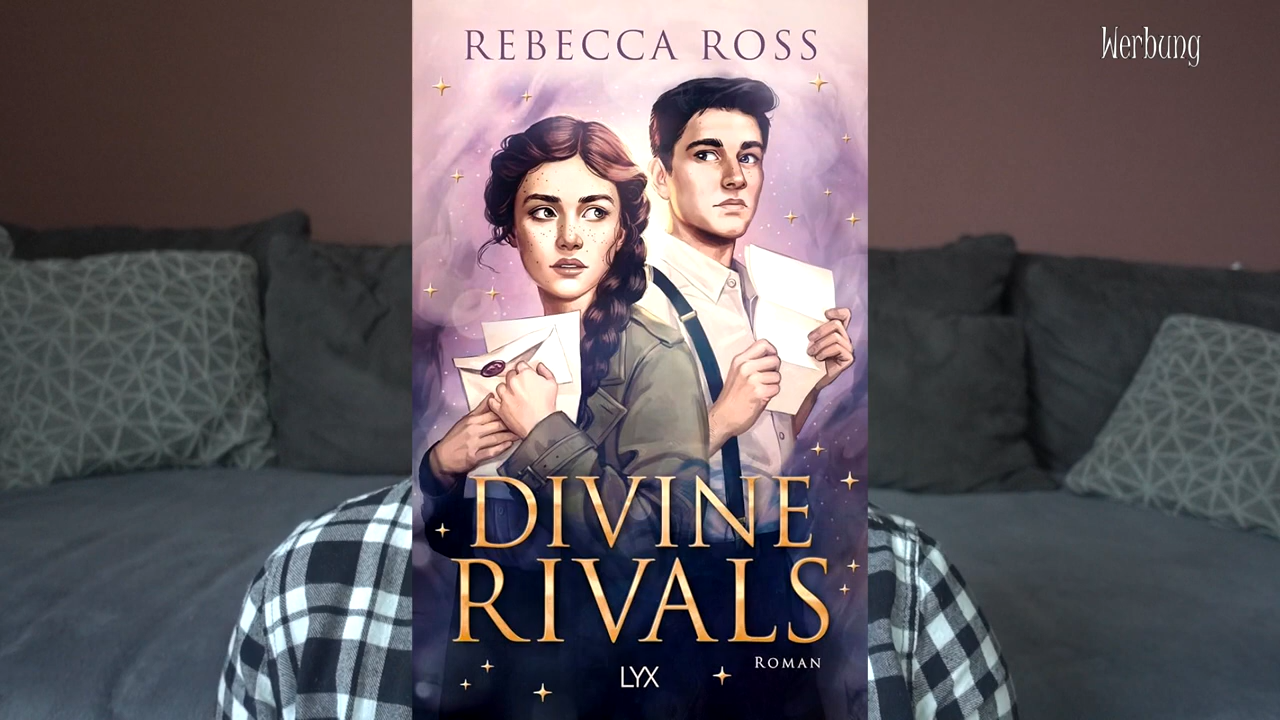 REBECCA ROSS
Werbung
DIVINE
RIVALS
ROMAN
LYX